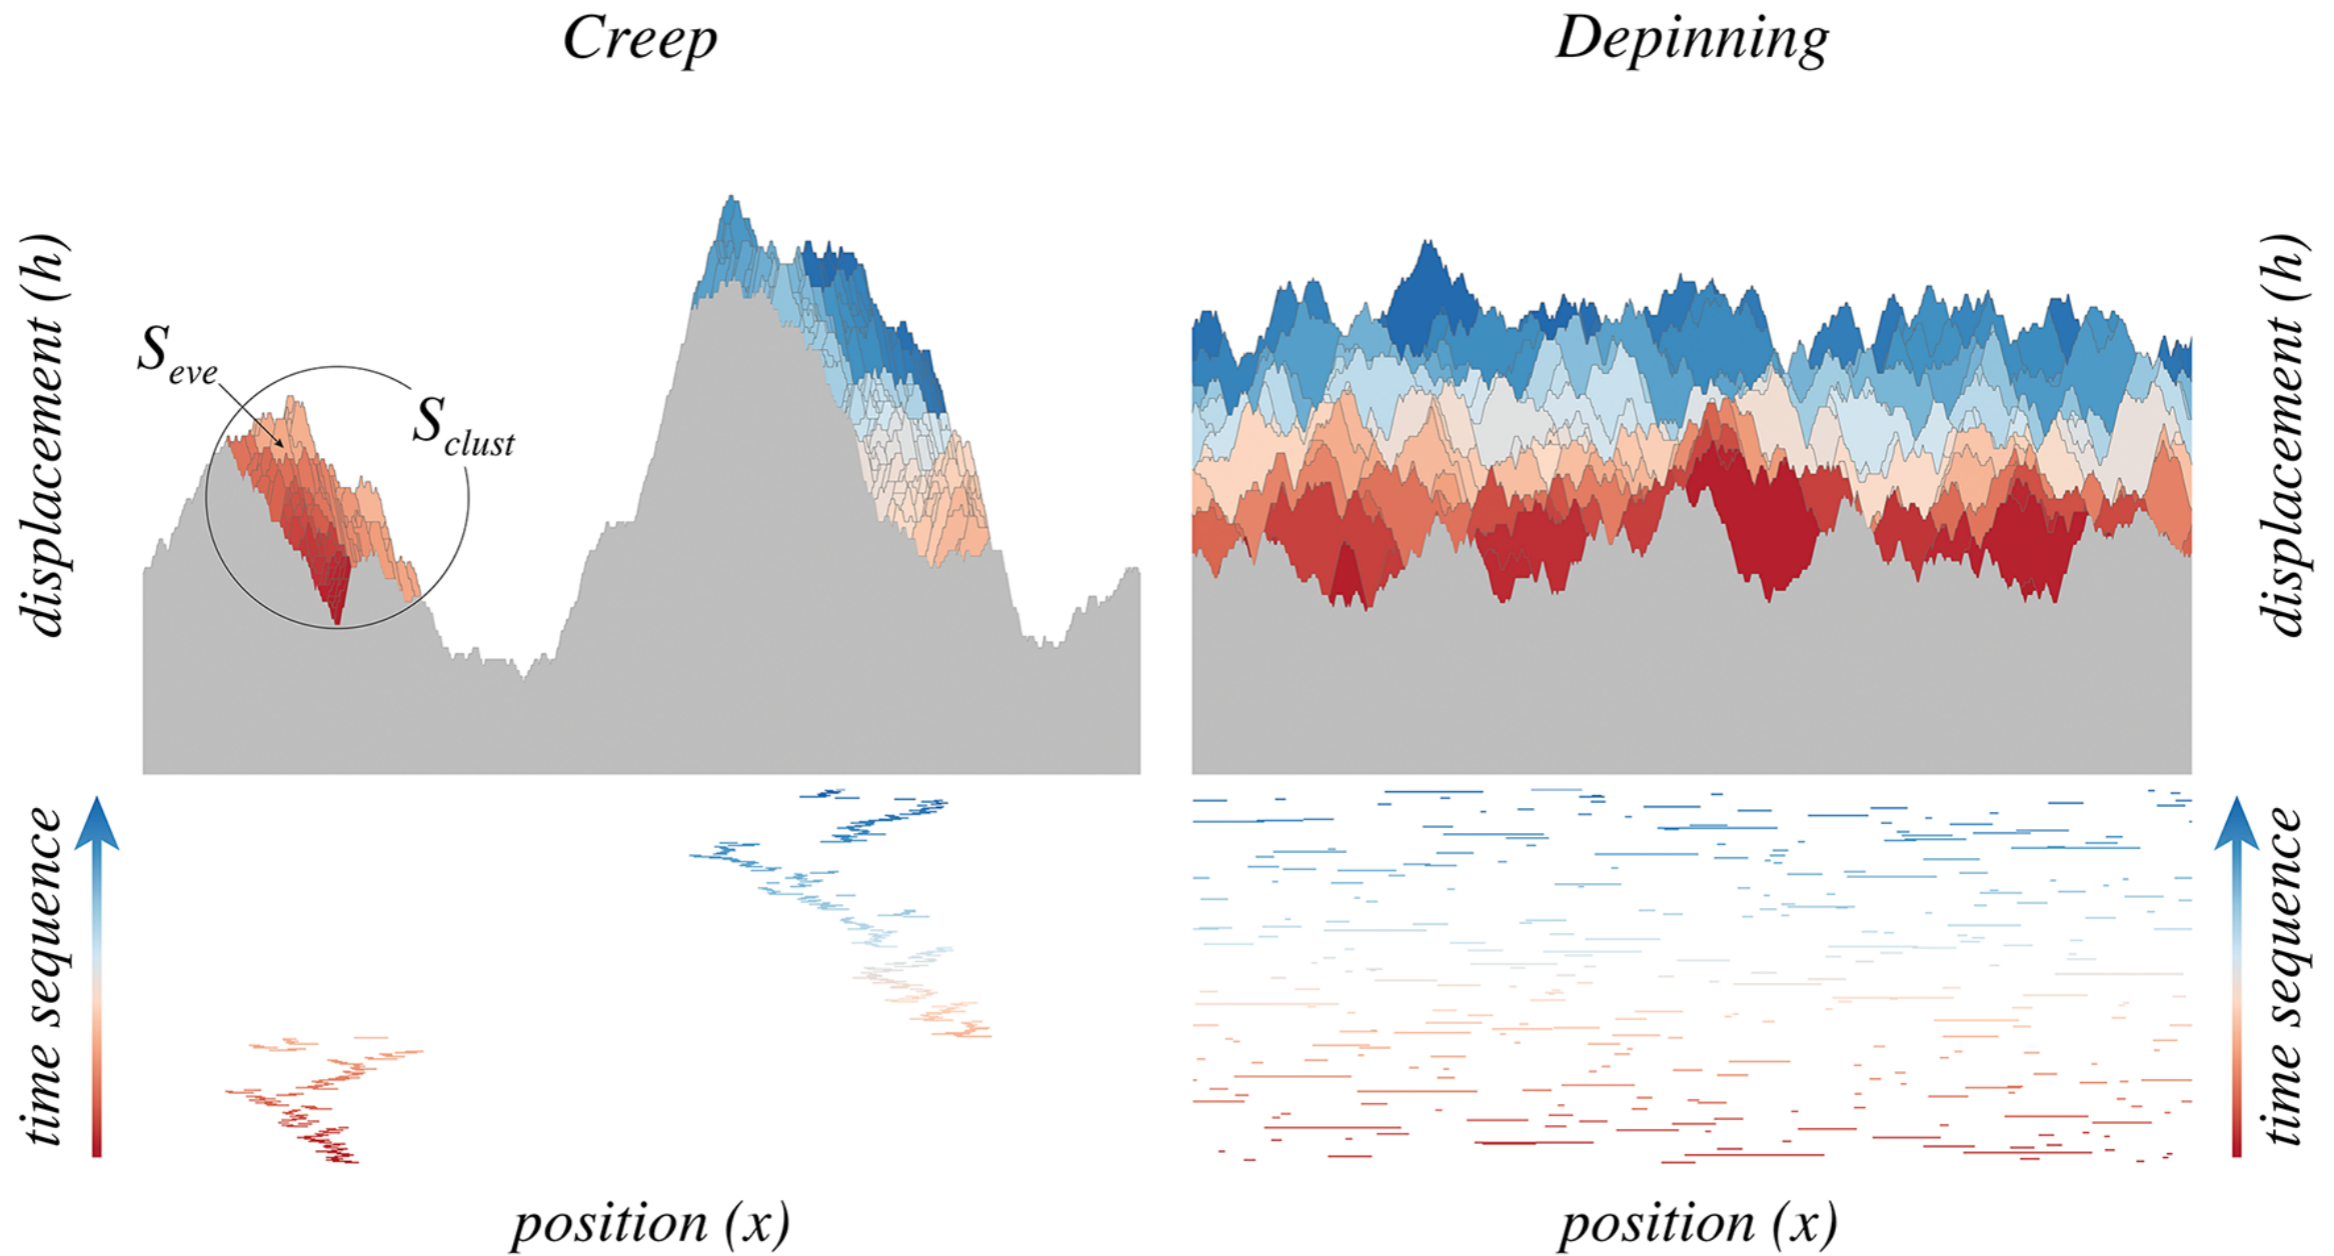 Creep
Depinning
displacement (h)
S_eve
S_clust
displacement (h)
time sequence
time sequence
position (x)
position (x)